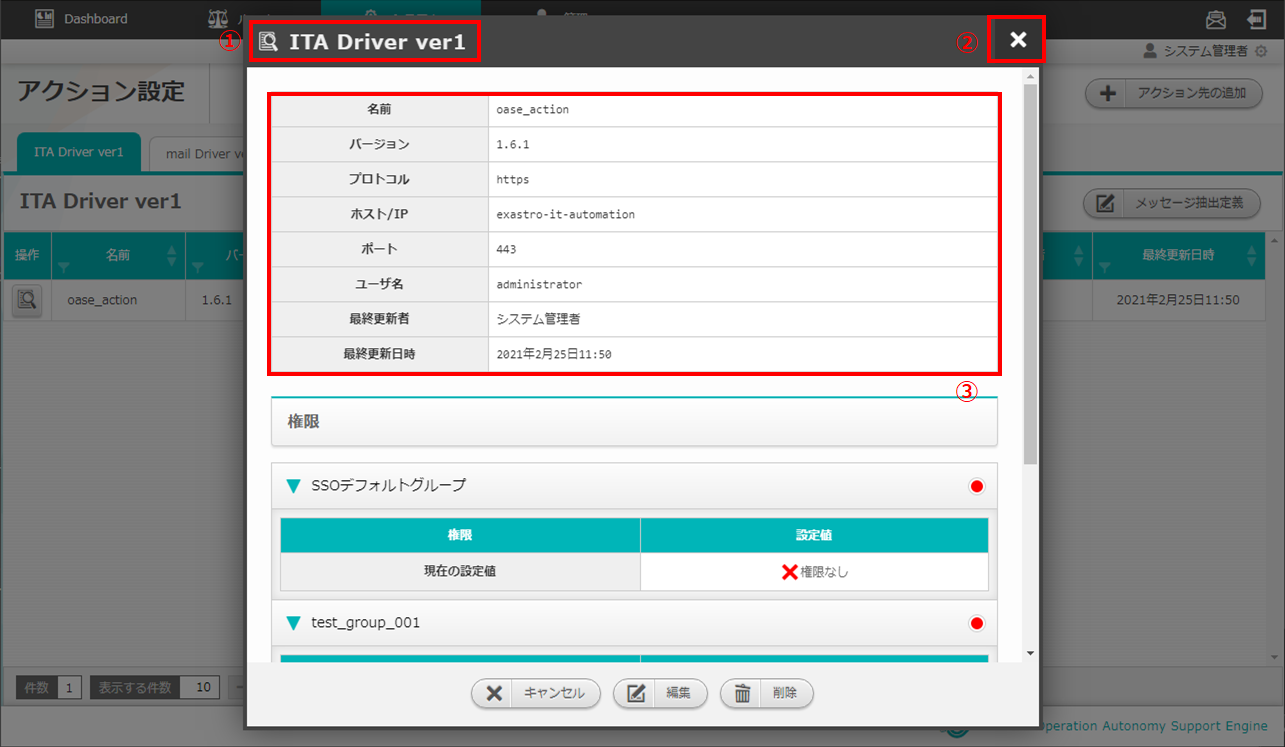 Dashboard
管理
① ITA Driver ver1 ② ×
システム管理者
アクション設定
アクション先の追加
ITA Driver ver1
mail Driver
ITA Driver ver1
メッセージ抽出定義
操作 名前 最終更新日時
oase_action 1.6.1 2021年2月25日11:50
名前 oase_action
バージョン 1.6.1
プロトコル https
ホスト/IP exastro-it-automation
ポート 443
ユーザ名 administrator
最終更新者 システム管理者
最終更新日時 2021年2月25日11:50
③
権限
SSOデフォルトグループ
権限 設定値
現在の設定値 権限なし
test_group_001
件数 1 表示する件数 10
キャンセル 編集 削除
Autonomy Support Engine